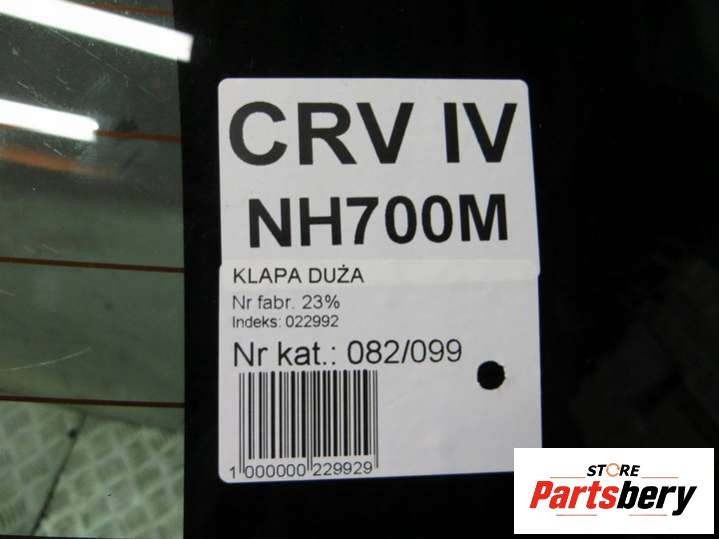 CRV IV
NH700M
KLAPA DUŻA
Nr fabr. 23%
Indeks: 022992
Nr kat.: 082/099
1 000000 229929
STORE
Partsbery